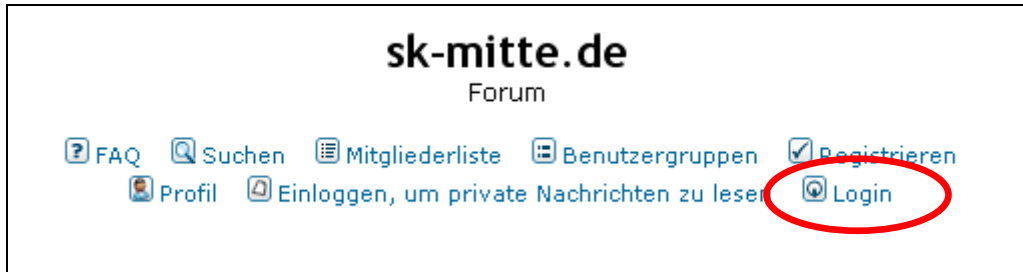 sk-mitte.de
Forum
FAQ Suchen Mitgliederliste Benutzergruppen Registrieren
Profil Einloggen, um private Nachrichten zu lesen Login